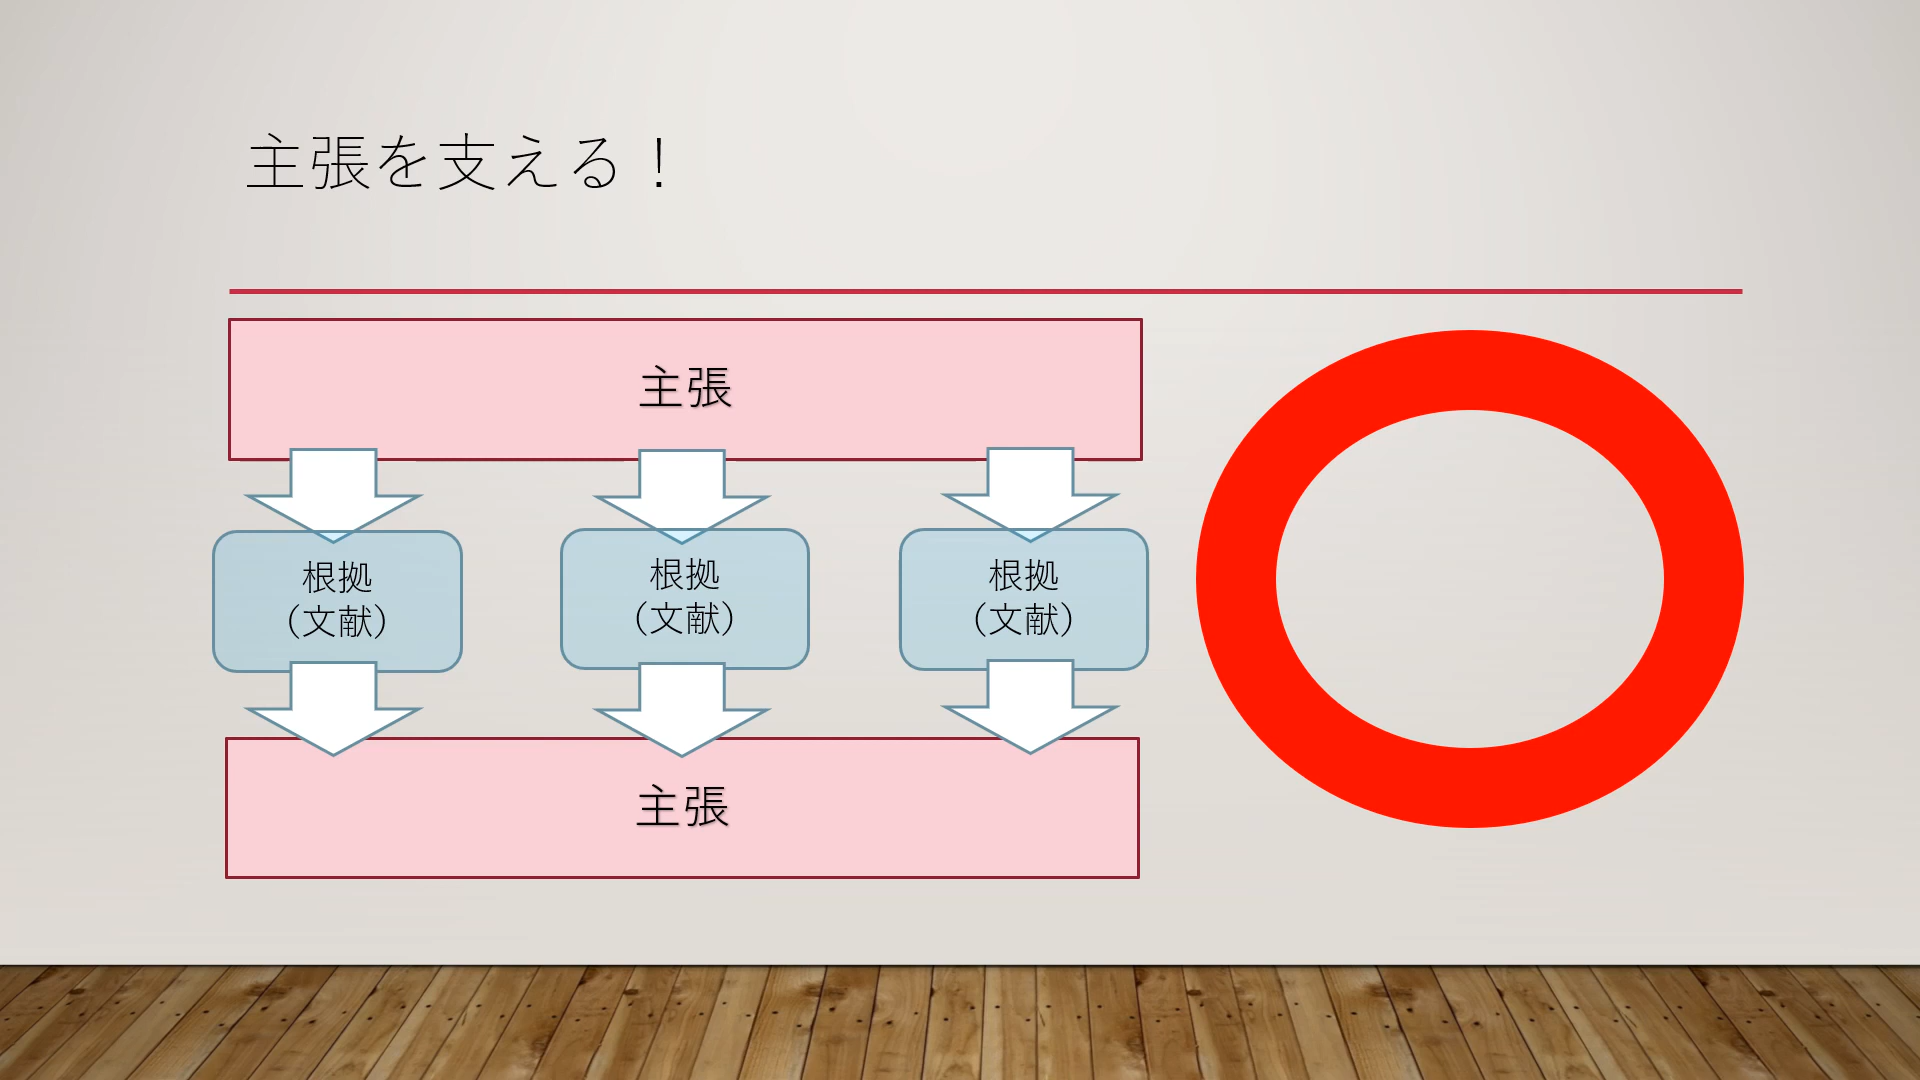 主張を支える！
主張
根拠
（文献）
根拠
（文献）
根拠
（文献）
主張